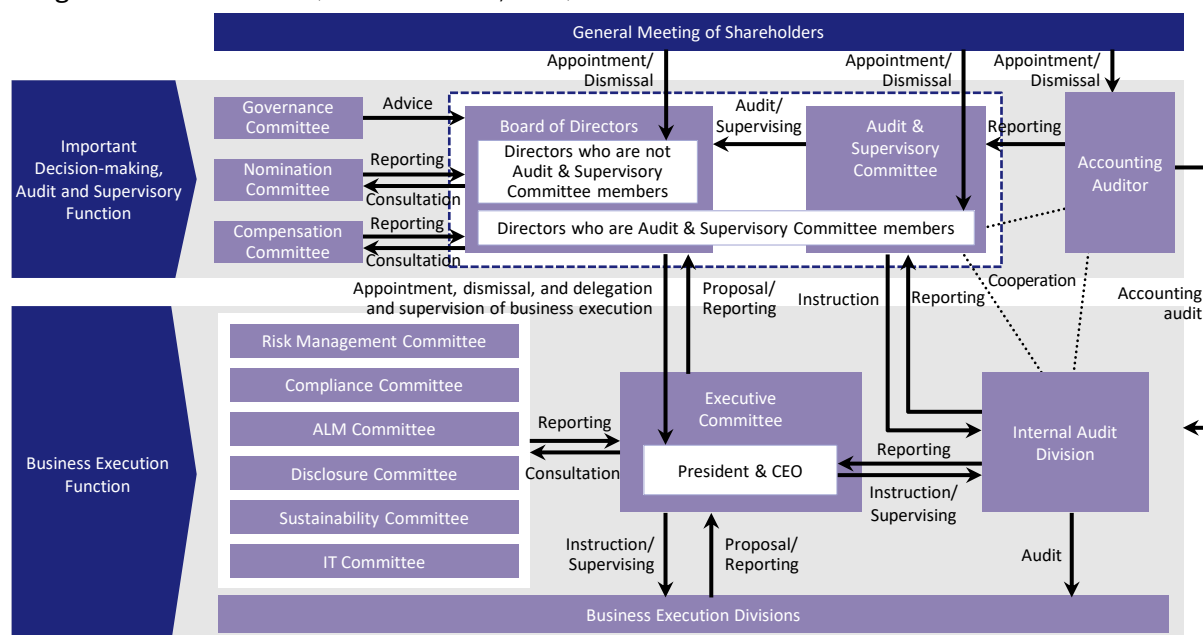 General Meeting of Shareholders
Appointment/
Dismissal
Appointment/
Dismissal
Appointment/
Dismissal
Important
Decision-making,
Audit and Supervisory
Function
Governance
Committee
Advice
Nomination
Committee
Reporting
Consultation
Compensation
Committee
Reporting
Consultation
Board of Directors
Directors who are not
Audit & Supervisory
Committee members
Audit/
Supervising
Audit &
Supervisory
Committee
Directors who are Audit & Supervisory Committee members
Reporting
Accounting
Auditor
Appointment, dismissal, and delegation
and supervision of business execution
Proposal/
Reporting
Instruction
Reporting
Cooperation
Accounting
audit
Business Execution
Function
Risk Management Committee
Compliance Committee
ALM Committee
Disclosure Committee
Sustainability Committee
IT Committee
Reporting
Consultation
Executive
Committee
President & CEO
Reporting
Instruction/
Supervising
Internal Audit
Division
Instruction/
Supervising
Proposal/
Reporting
Audit
Business Execution Divisions